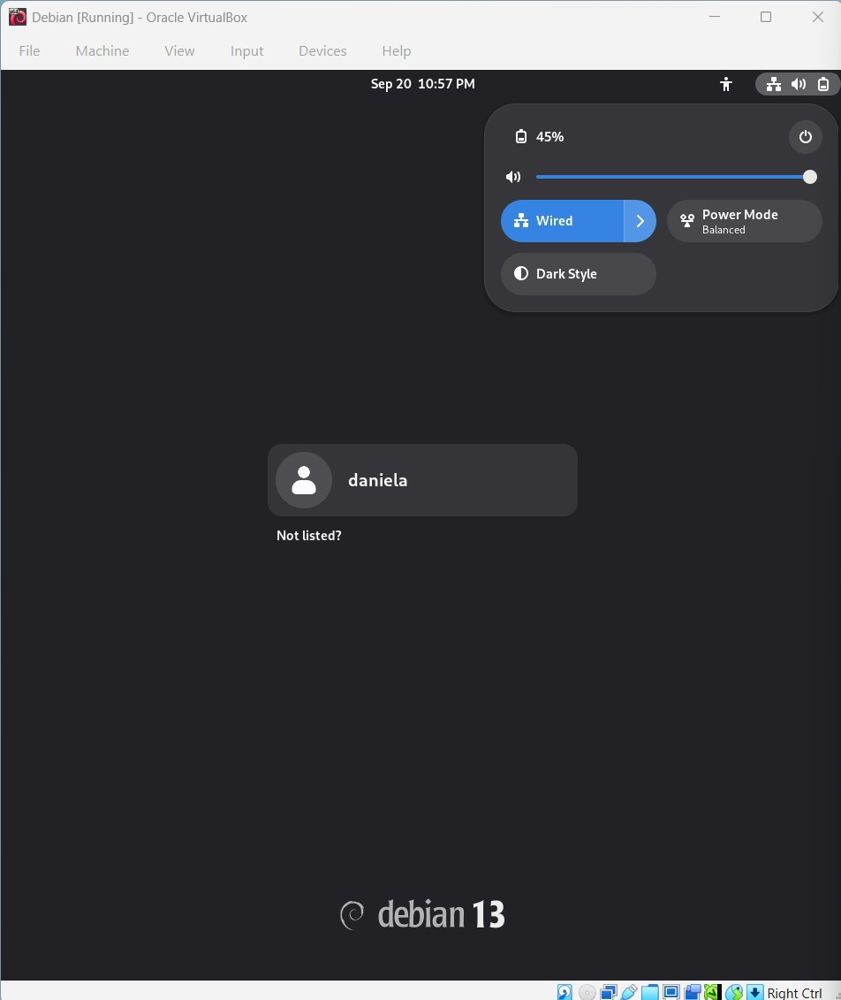 Debian [Running] - Oracle VirtualBox
File Machine View Input Devices Help
Sep 20 10:57 PM
45%
Wired
Power Mode
Balanced
Dark Style
daniela
Not listed?
debian 13
Right Ctrl